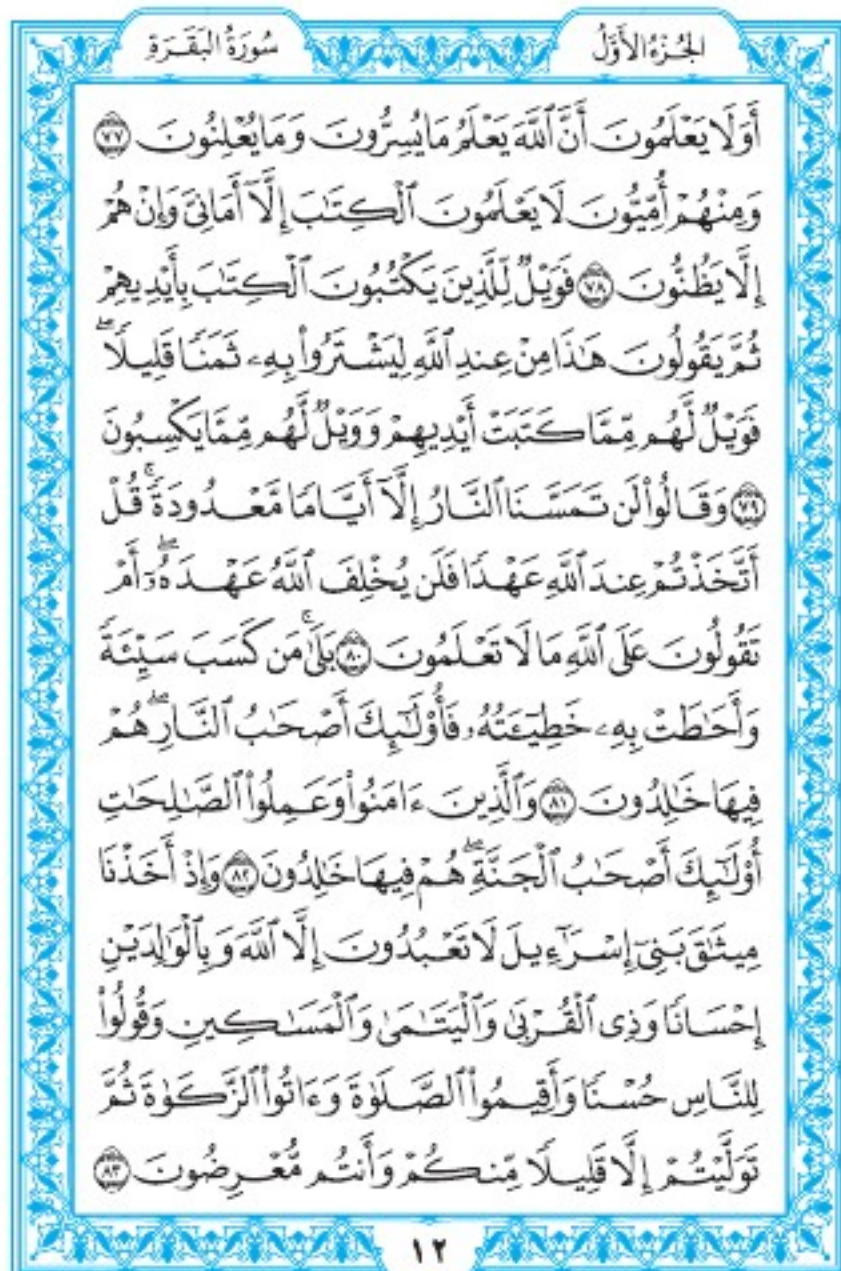 الجُزْءُ الأَوَّلُ
سُورَةُ البَقَرَةِ
أَوَلَا يَعْلَمُونَ أَنَّ ٱللَّهَ يَعْلَمُ مَا يُسِرُّونَ وَمَا يُعْلِنُونَ ٧٧
وَمِنْهُمْ أُمِّيُّونَ لَا يَعْلَمُونَ ٱلْكِتَٰبَ إِلَّآ أَمَانِيَّ وَإِنْ هُمْ
إِلَّا يَظُنُّونَ ٧٨ فَوَيْلٌ لِّلَّذِينَ يَكْتُبُونَ ٱلْكِتَٰبَ بِأَيْدِيهِمْ
ثُمَّ يَقُولُونَ هَٰذَا مِنْ عِندِ ٱللَّهِ لِيَشْتَرُوا۟ بِهِۦ ثَمَنًا قَلِيلًا ۖ
فَوَيْلٌ لَّهُم مِّمَّا كَتَبَتْ أَيْدِيهِمْ وَوَيْلٌ لَّهُم مِّمَّا يَكْسِبُونَ
٧٩ وَقَالُوا۟ لَن تَمَسَّنَا ٱلنَّارُ إِلَّآ أَيَّامًا مَّعْدُودَةً ۚ قُلْ
أَتَّخَذْتُمْ عِندَ ٱللَّهِ عَهْدًا فَلَن يُخْلِفَ ٱللَّهُ عَهْدَهُۥٓ ۖ أَمْ
تَقُولُونَ عَلَى ٱللَّهِ مَا لَا تَعْلَمُونَ ٨٠ بَلَىٰ ۚ مَن كَسَبَ سَيِّئَةً
وَأَحَٰطَتْ بِهِۦ خَطِيٓـَٔتُهُۥ فَأُو۟لَٰٓئِكَ أَصْحَٰبُ ٱلنَّارِ ۖ هُمْ
فِيهَا خَٰلِدُونَ ٨١ وَٱلَّذِينَ ءَامَنُوا۟ وَعَمِلُوا۟ ٱلصَّٰلِحَٰتِ
أُو۟لَٰٓئِكَ أَصْحَٰبُ ٱلْجَنَّةِ ۖ هُمْ فِيهَا خَٰلِدُونَ ٨٢ وَإِذْ أَخَذْنَا
مِيثَٰقَ بَنِىٓ إِسْرَٰٓءِيلَ لَا تَعْبُدُونَ إِلَّا ٱللَّهَ وَبِٱلْوَٰلِدَيْنِ
إِحْسَانًا وَذِى ٱلْقُرْبَىٰ وَٱلْيَتَٰمَىٰ وَٱلْمَسَٰكِينِ وَقُولُوا۟
لِلنَّاسِ حُسْنًا وَأَقِيمُوا۟ ٱلصَّلَوٰةَ وَءَاتُوا۟ ٱلزَّكَوٰةَ ثُمَّ
تَوَلَّيْتُمْ إِلَّا قَلِيلًا مِّنكُمْ وَأَنتُم مُّعْرِضُونَ ٨٣
١٢